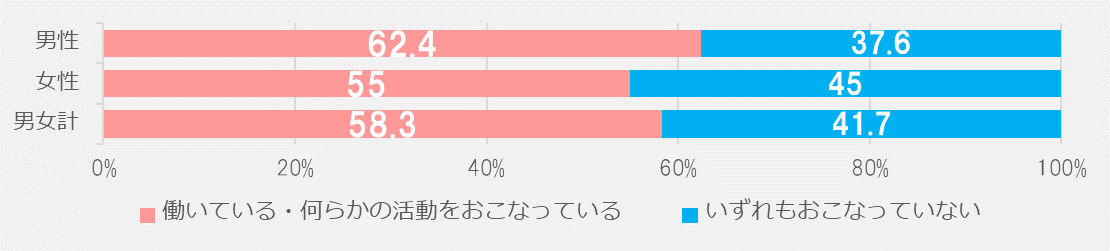 男性 62.4 37.6
女性 55 45
男女計 58.3 41.7
0% 20% 40% 60% 80% 100%
働いている・何らかの活動をおこなっている いずれもおこなっていない